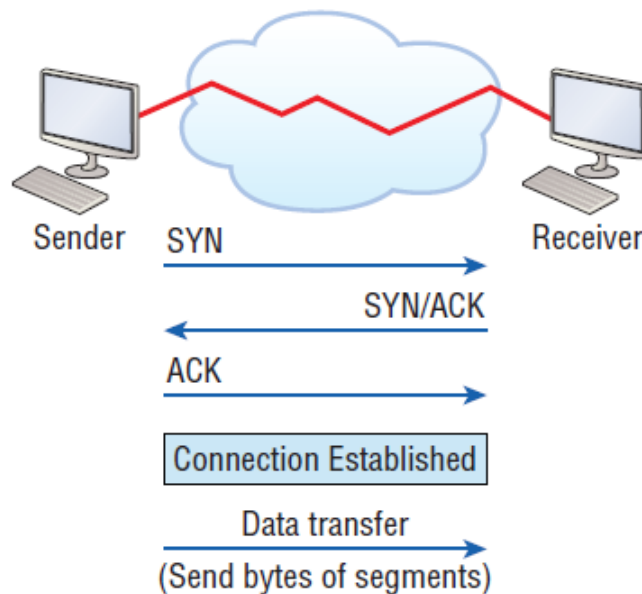 Sender
Receiver
SYN
SYN/ACK
ACK
Connection Established
Data transfer
(Send bytes of segments)